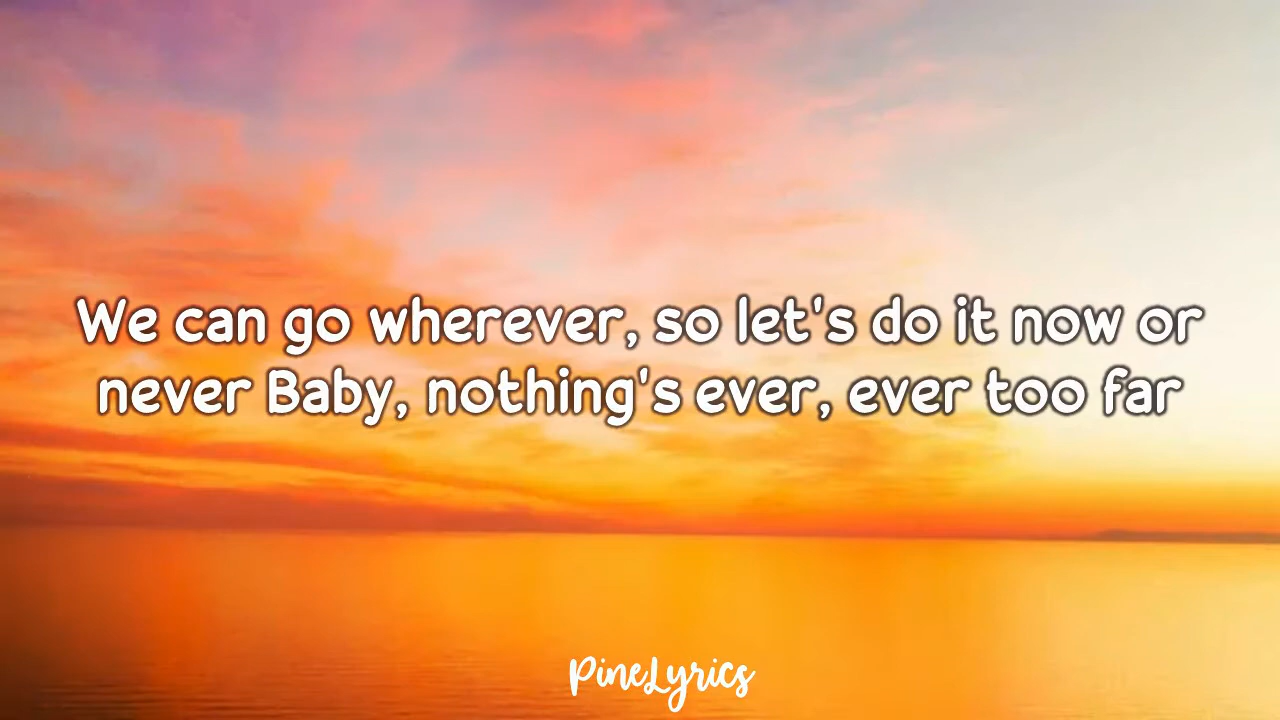 We can go wherever, so let's do it now or
never Baby, nothing's ever, ever too far
PineLyrics